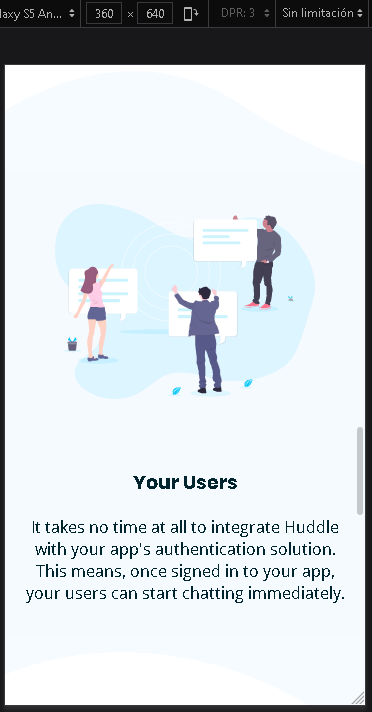 laxy S5 An... 360 × 640 DPR: 3 Sin limitación
Your Users
It takes no time at all to integrate Huddle
with your app's authentication solution.
This means, once signed in to your app,
your users can start chatting immediately.